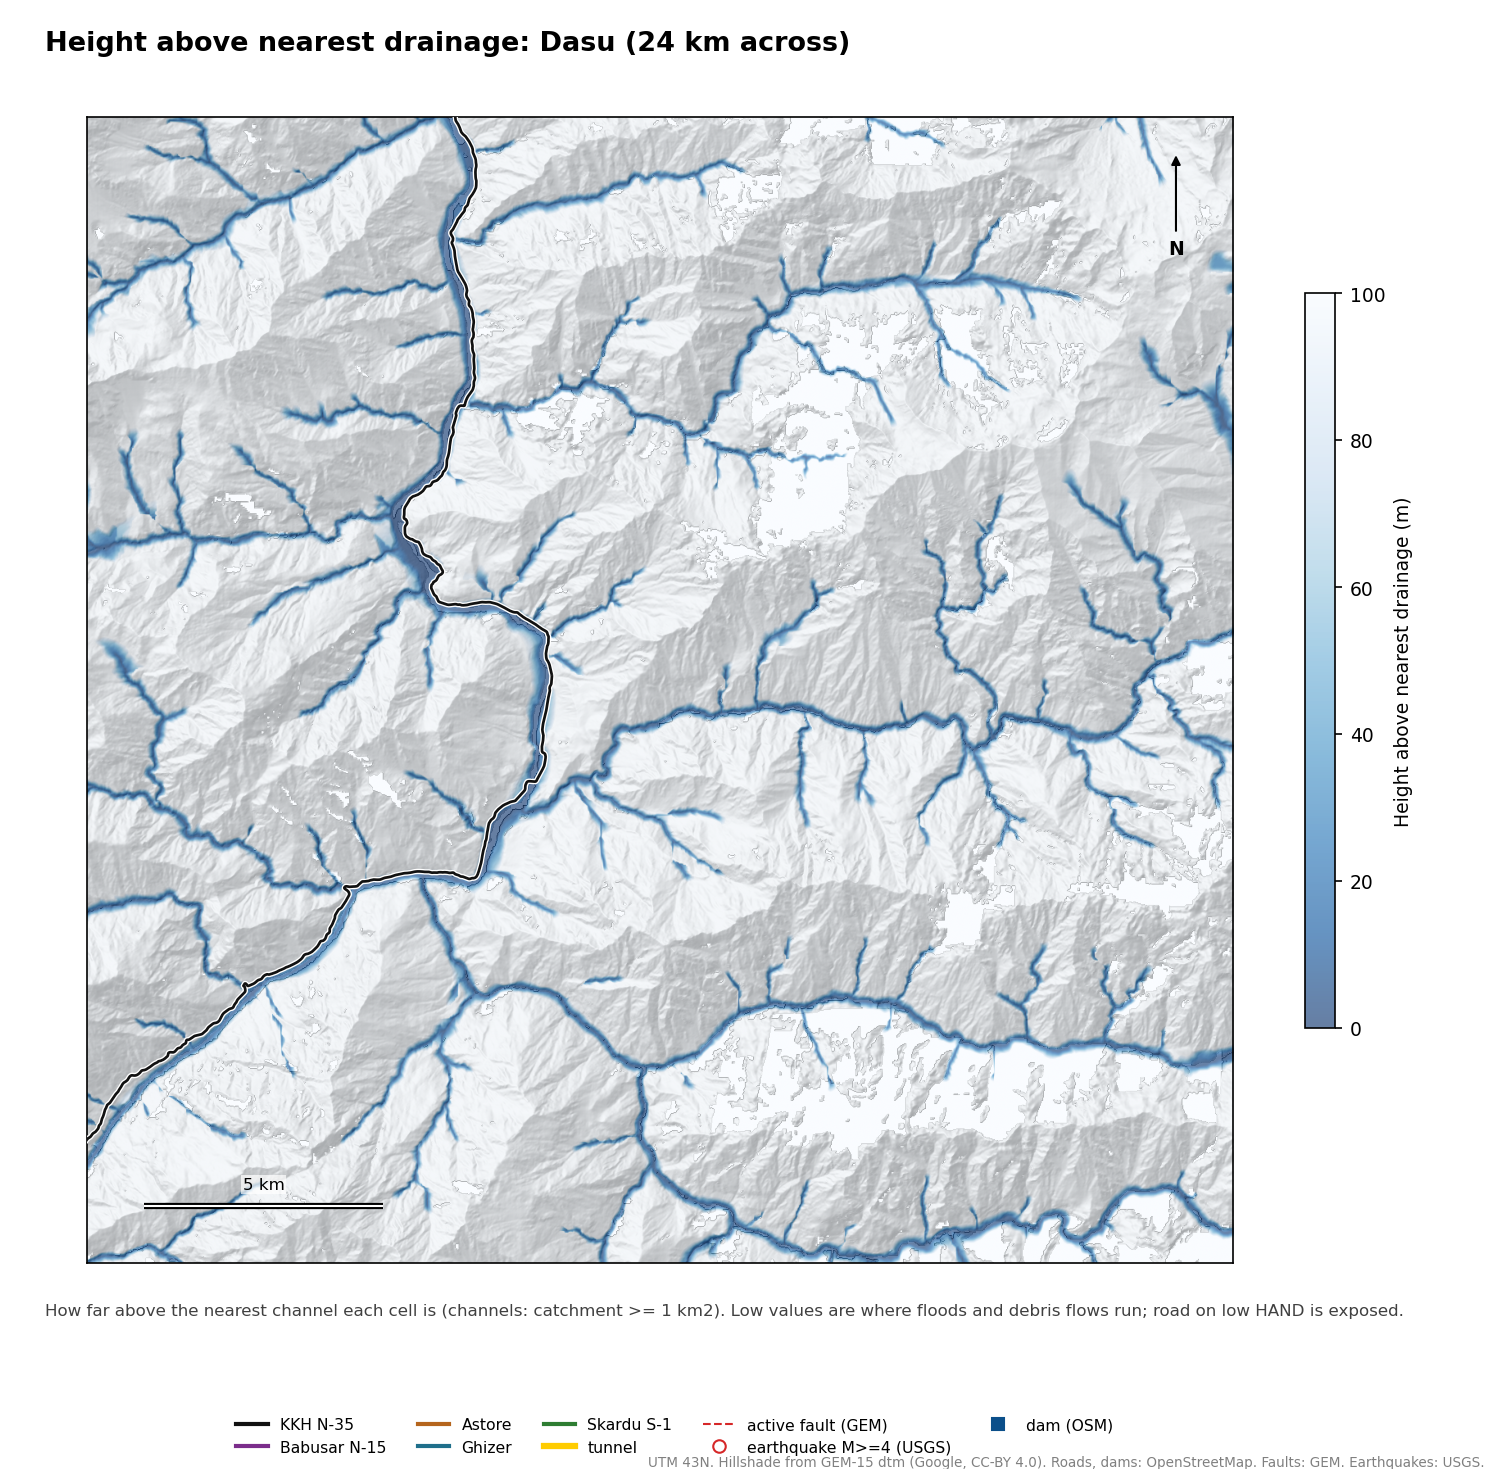 Height above nearest drainage: Dasu (24 km across)
N
100
80
60
40
20
0
Height above nearest drainage (m)
5 km
How far above the nearest channel each cell is (channels: catchment >= 1 km2). Low values are where floods and debris flows run; road on low HAND is exposed.
KKH N-35
Astore
Skardu S-1
active fault (GEM)
dam (OSM)
Babusar N-15
Ghizer
tunnel
earthquake M>=4 (USGS)
UTM 43N. Hillshade from GEM-15 dtm (Google, CC-BY 4.0). Roads, dams: OpenStreetMap. Faults: GEM. Earthquakes: USGS.